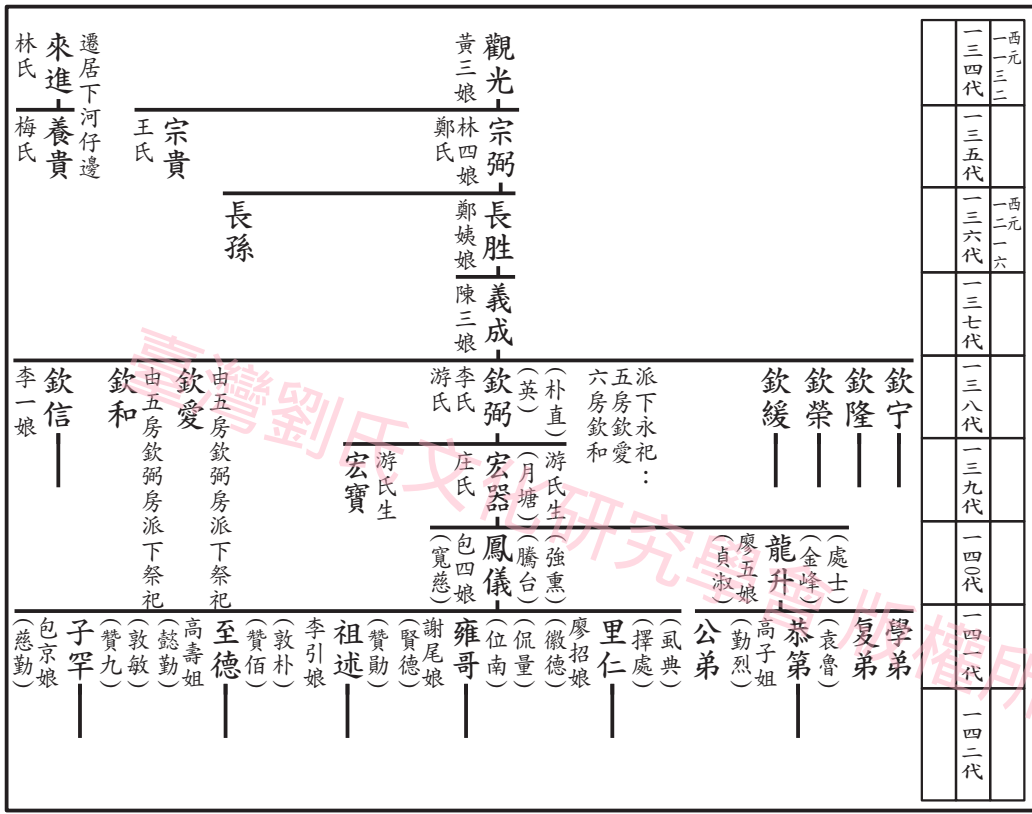 西元
一一三二
一三四代
一三五代
西元
一二一六
一三六代
一三七代
一三八代
一三九代
一四〇代
一四一代
一四二代
觀光
黃三娘
遷居下河仔邊
來進
林氏
宗弼
林四娘
鄭氏
宗貴
王氏
養貴
梅氏
長胜
鄭姨娘
長孫
義成
陳三娘
欽宁
欽隆
欽榮
欽緩
派下永祀：
五房欽愛
六房欽和
（朴直）
（英）
欽弼
李氏
游氏
由五房欽弼房派下祭祀
欽愛
由五房欽弼房派下祭祀
欽和
欽信
李一娘
游氏生
（月塘）
宏器
庄氏
游氏生
宏寶
（處士）
（金峰）
龍升
廖五娘
（貞淑）
（強熏）
（騰台）
鳳儀
包四娘
（寬慈）
學弟
复弟
（袁魯）
恭第
高子姐
（勤烈）
公弟
（虱典）
（擇處）
里仁
廖招娘
（徽德）
（侃量）
（位南）
雍哥
謝尾娘
（賢德）
（贊勛）
祖述
李引娘
（敦朴）
（贊佰）
至德
高壽姐
（懿勤）
（敦敏）
（贊九）
子罕
包京娘
（慈勤）
臺灣劉氏文化研究學會 版權所